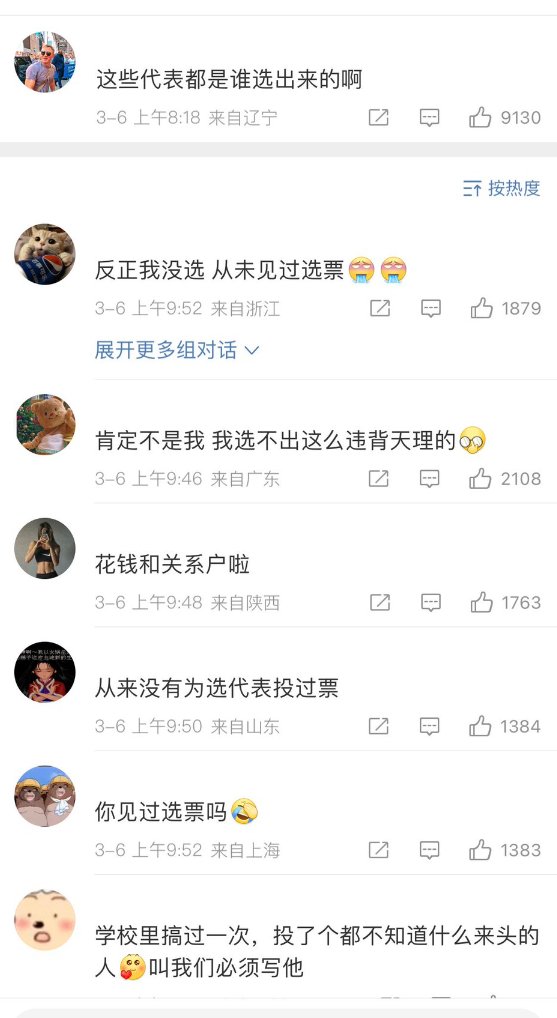 这些代表都是谁选出来的啊
3-6 上午8:18 来自辽宁 9130
按热度
反正我没选 从未见过选票
3-6 上午9:52 来自浙江 1879
展开更多组对话
肯定不是我 我选不出这么违背天理的
3-6 上午9:46 来自广东 2108
花钱和关系户啦
3-6 上午9:48 来自陕西 1763
从来没有为选代表投过票
3-6 上午9:50 来自山东 1384
你见过选票吗
3-6 上午9:52 来自上海 1383
学校里搞过一次，投了个都不知道什么来头的
人叫我们必须写他